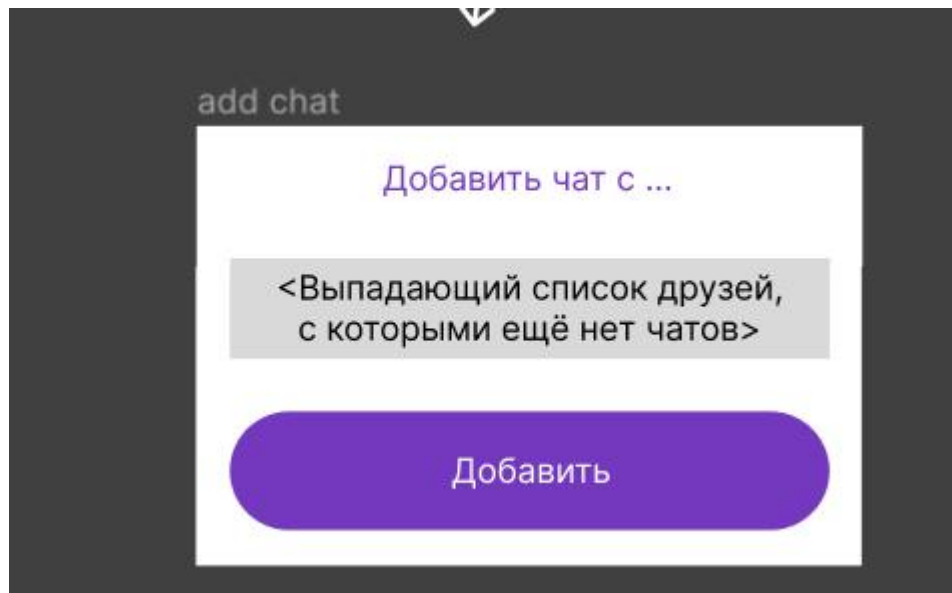 add chat
Добавить чат с ...
<Выпадающий список друзей,
с которыми ещё нет чатов>
Добавить